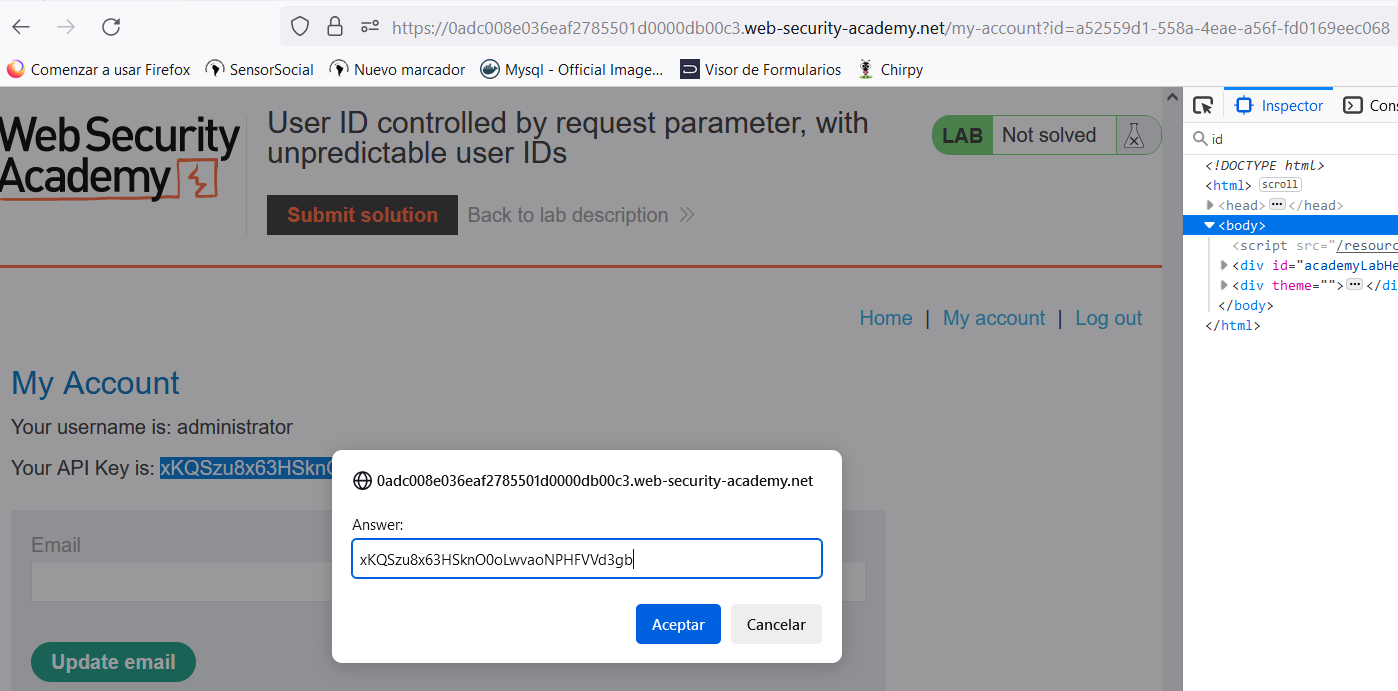 https://0adc008e036eaf2785501d0000db00c3.web-security-academy.net/my-account?id=a52559d1-558a-4eae-a56f-fd0169eec068
Comenzar a usar Firefox SensorSocial Nuevo marcador Mysql - Official Image... Visor de Formularios Chirpy
Web Security
Academy
User ID controlled by request parameter, with
unpredictable user IDs
LAB Not solved
Submit solution Back to lab description
Home | My account | Log out
My Account
Your username is: administrator
Your API Key is: xKQSzu8x63HSknO
0adc008e036eaf2785501d0000db00c3.web-security-academy.net
Answer:
xKQSzu8x63HSknO0oLwvaoNPHFVVd3gb
Aceptar Cancelar
Email
Update email
Inspector Cons
id
<!DOCTYPE html>
<html> scroll
<head> ··· </head>
<body>
<script src="/resourc
<div id="academyLabHe
<div theme=""> ··· </di
</body>
</html>